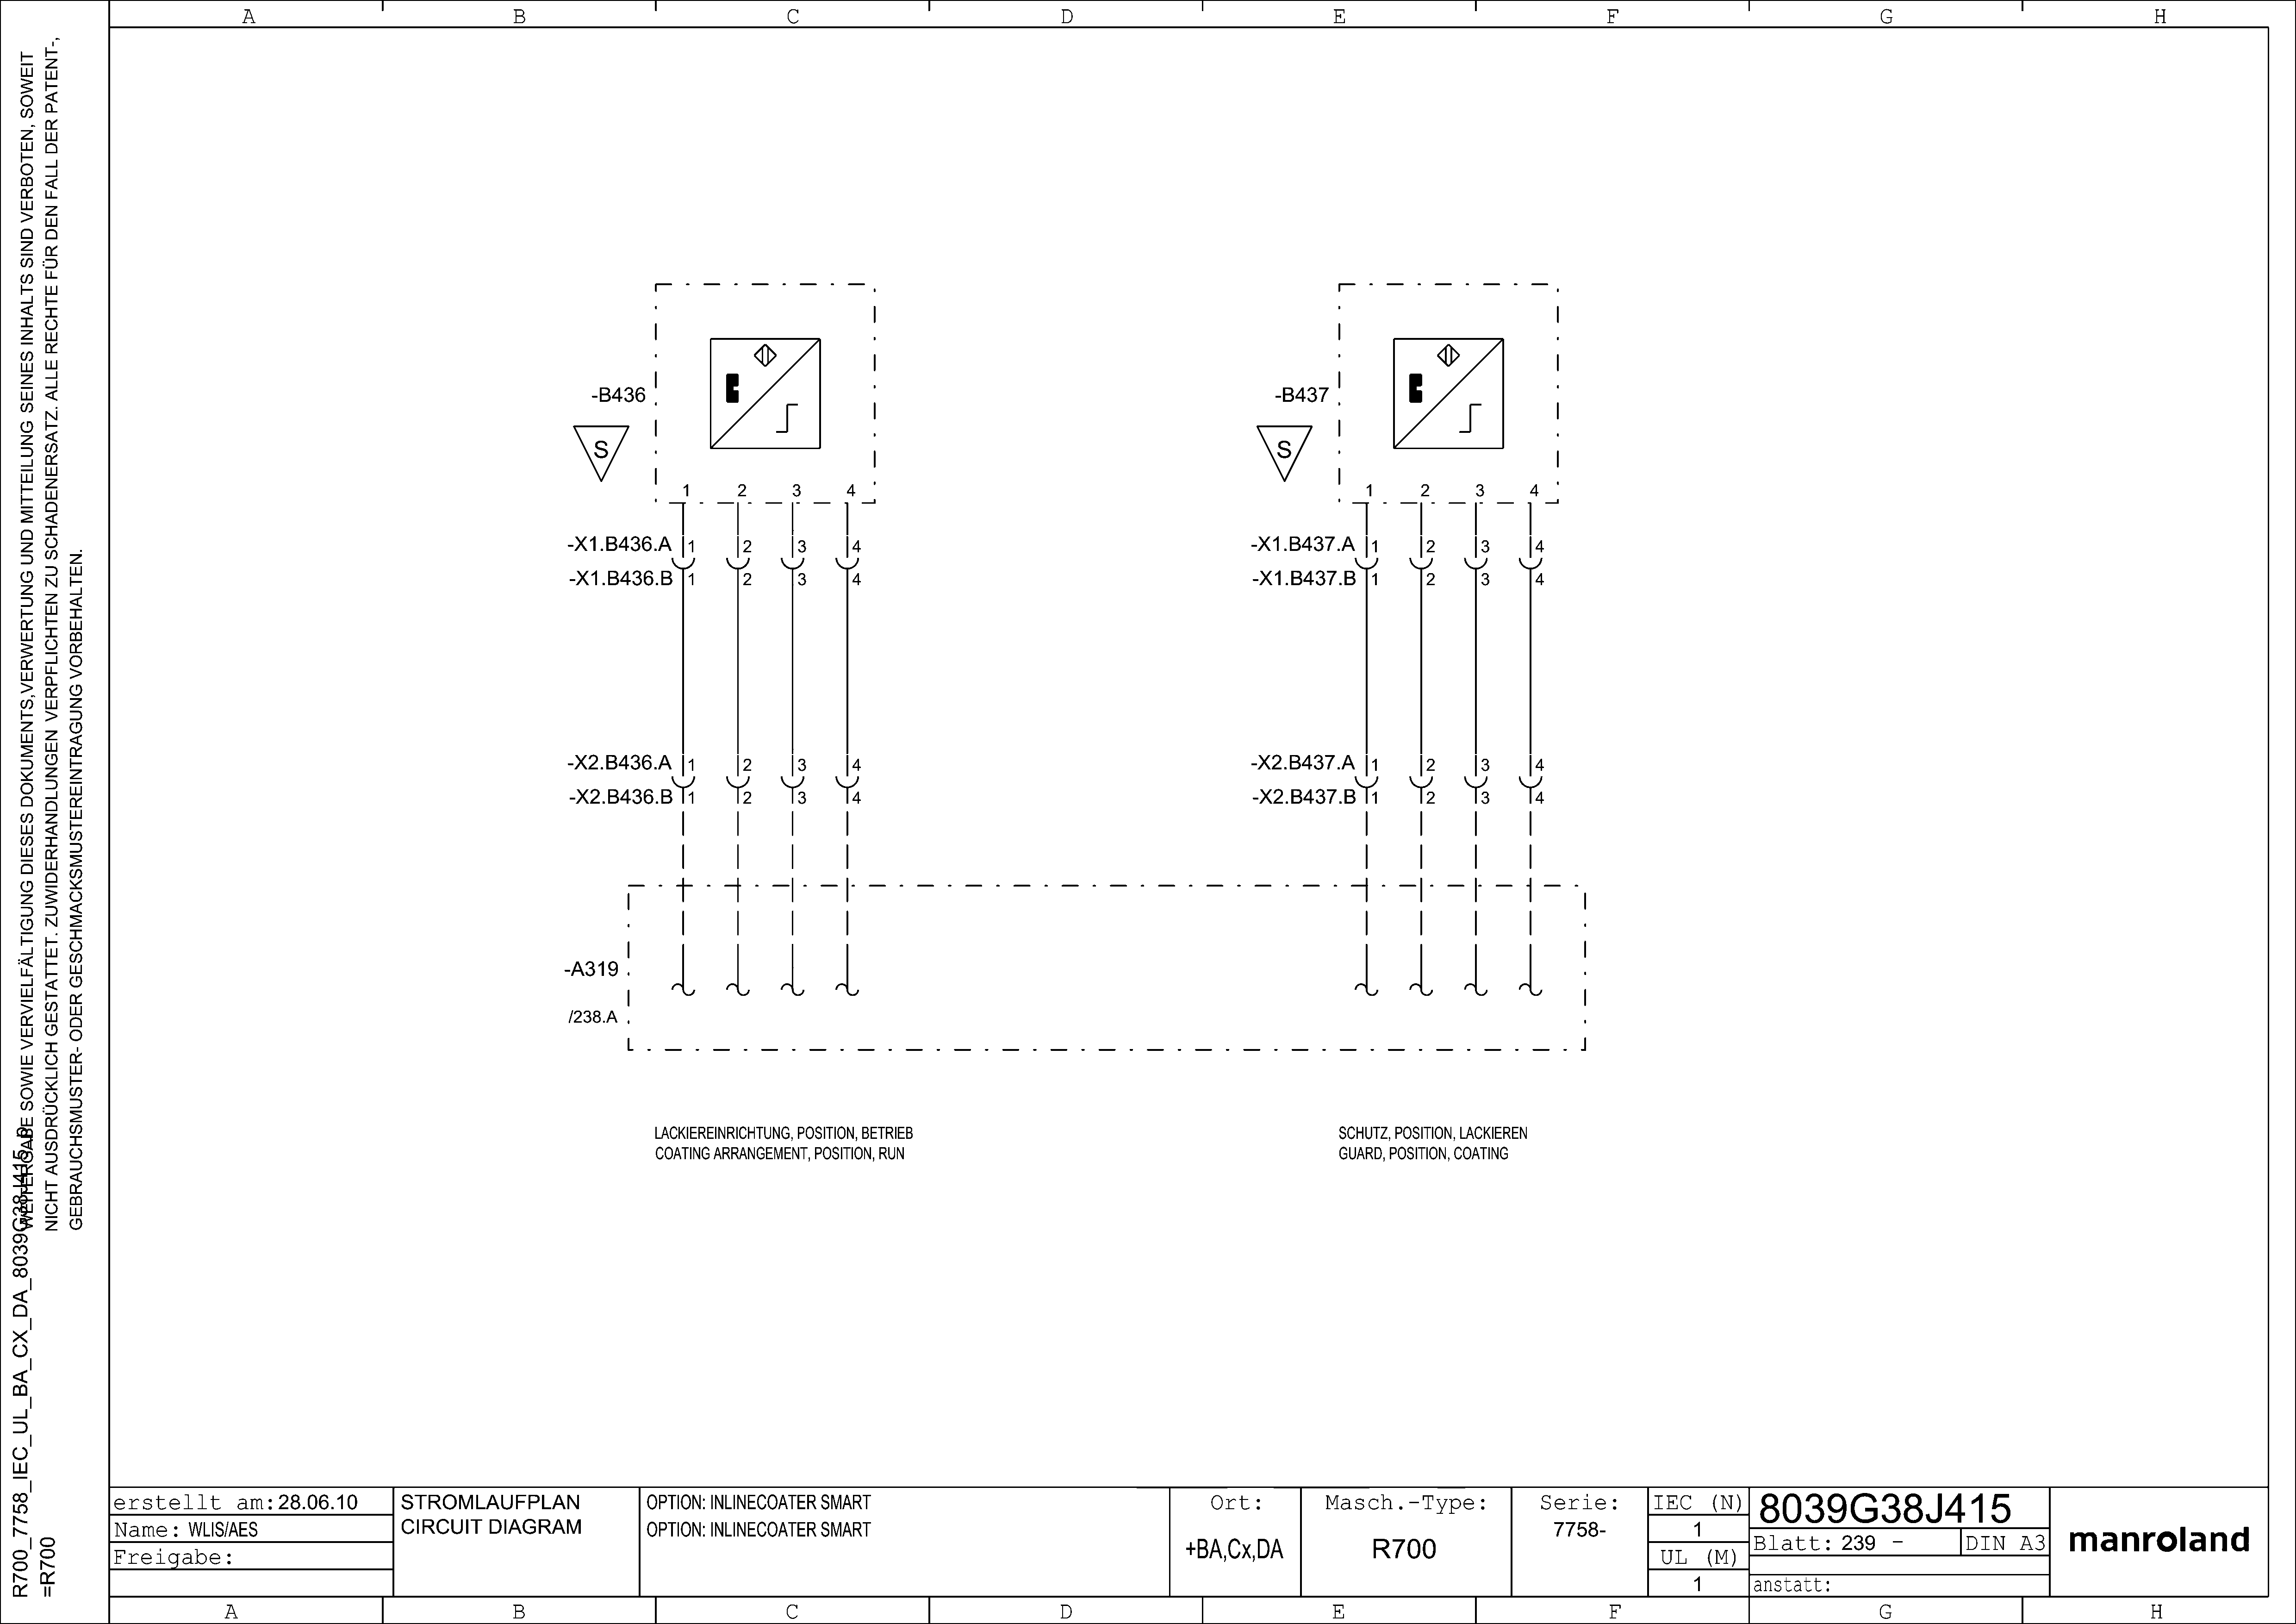 A B C D E F G H
WEITERGABE SOWIE VERVIELFÄLTIGUNG DIESES DOKUMENTS,VERWERTUNG UND MITTEILUNG SEINES INHALTS SIND VERBOTEN, SOWEIT
NICHT AUSDRÜCKLICH GESTATTET. ZUWIDERHANDLUNGEN VERPFLICHTEN ZU SCHADENERSATZ. ALLE RECHTE FÜR DEN FALL DER PATENT-,
GEBRAUCHSMUSTER- ODER GESCHMACKSMUSTEREINTRAGUNG VORBEHALTEN.
R700_7758_IEC_UL_BA_CX_DA_8039G38J415_D
=R700
-B436
S
1 2 3 4
-X1.B436.A 1 2 3 4
-X1.B436.B 1 2 3 4
-X2.B436.A 1 2 3 4
-X2.B436.B 1 2 3 4
-B437
S
1 2 3 4
-X1.B437.A 1 2 3 4
-X1.B437.B 1 2 3 4
-X2.B437.A 1 2 3 4
-X2.B437.B 1 2 3 4
-A319
/238.A
LACKIEREINRICHTUNG, POSITION, BETRIEB
COATING ARRANGEMENT, POSITION, RUN
SCHUTZ, POSITION, LACKIEREN
GUARD, POSITION, COATING
erstellt am: 28.06.10
Name: WLIS/AES
Freigabe:
STROMLAUFPLAN
CIRCUIT DIAGRAM
OPTION: INLINECOATER SMART
OPTION: INLINECOATER SMART
Ort:
+BA,Cx,DA
Masch.-Type:
R700
Serie:
7758-
IEC (N)
1
UL (M)
1
8039G38J415
Blatt: 239 -
DIN A3
anstatt:
manroland
A B C D E F G H